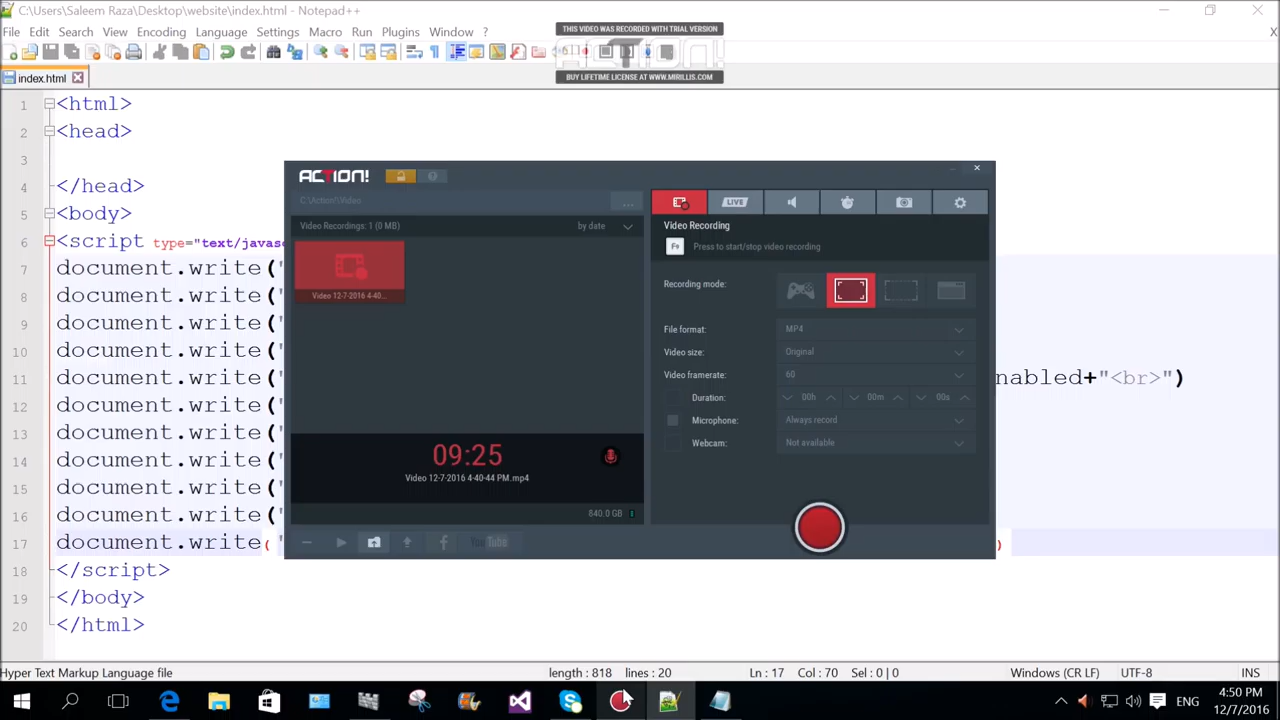 C:\Users\Saleem Raza\Desktop\website\index.html - Notepad++
File Edit Search View Encoding Language Settings Macro Run Plugins Window ? X
THIS VIDEO WAS RECORDED WITH TRIAL VERSION
ACTION!
BUY LIFETIME LICENSE AT WWW.MIRILLIS.COM
index.html
1 <html>
2 <head>
3
4 </head>
5 <body>
6 <script type="text/javas
7 document.write("
8 document.write("
9 document.write("
10 document.write("
11 document.write(" nabled+"<br>")
12 document.write("
13 document.write("
14 document.write("
15 document.write("
16 document.write("
17 document.write( " )
18 </script>
19 </body>
20 </html>
ACTION!
C:\Action!\Video ...
Video Recordings: 1 (0 MB) by date
Video 12-7-2016 4-40...
09:25
Video 12-7-2016 4-40-44 PM.mp4
840.0 GB
YouTube
LIVE
Video Recording
F9 Press to start/stop video recording
Recording mode:
File format: MP4
Video size: Original
Video framerate: 60
Duration: 00h 00m 00s
Microphone: Always record
Webcam: Not available
Hyper Text Markup Language file length : 818 lines : 20 Ln : 17 Col : 70 Sel : 0 | 0 Windows (CR LF) UTF-8 INS
ENG
4:50 PM
12/7/2016